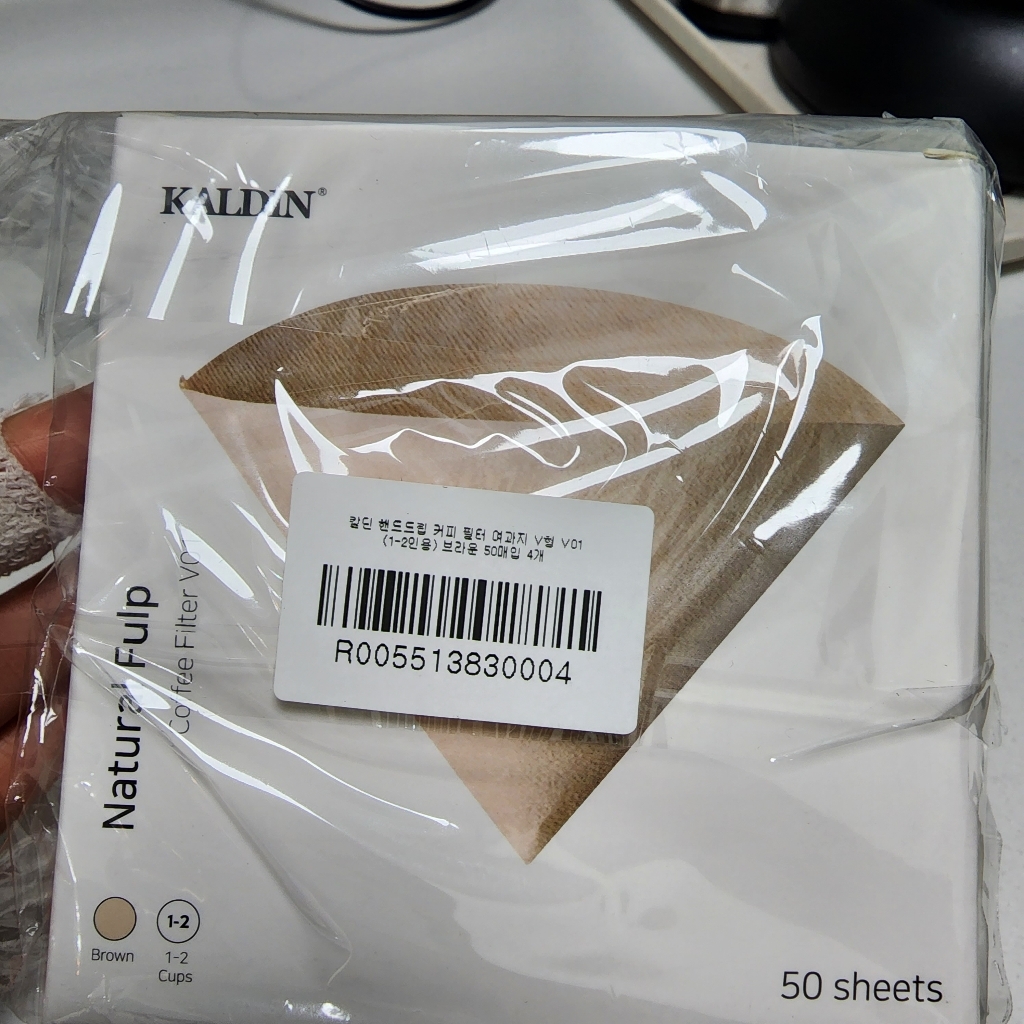 KALDIN®
칼딘 핸드드립 커피 필터 여과지 V형 V01
(1-2인용) 브라운 50매입 4개
R005513830004
Natural Fulp
Coffee Filter
Brown
1-2
1-2
Cups
50 sheets